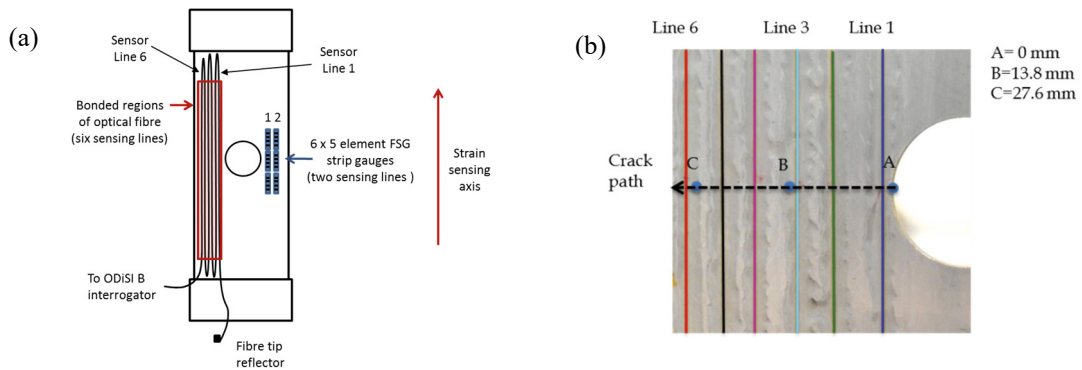 (a)
Sensor
Line 6
Sensor
Line 1
Bonded regions
of optical fibre
(six sensing lines)
1 2
6 x 5 element FSG
strip gauges
(two sensing lines )
Strain
sensing
axis
To ODiSI B
interrogator
Fibre tip
reflector
(b)
Line 6
Line 3
Line 1
A= 0 mm
B=13.8 mm
C=27.6 mm
Crack
path
C
B
A